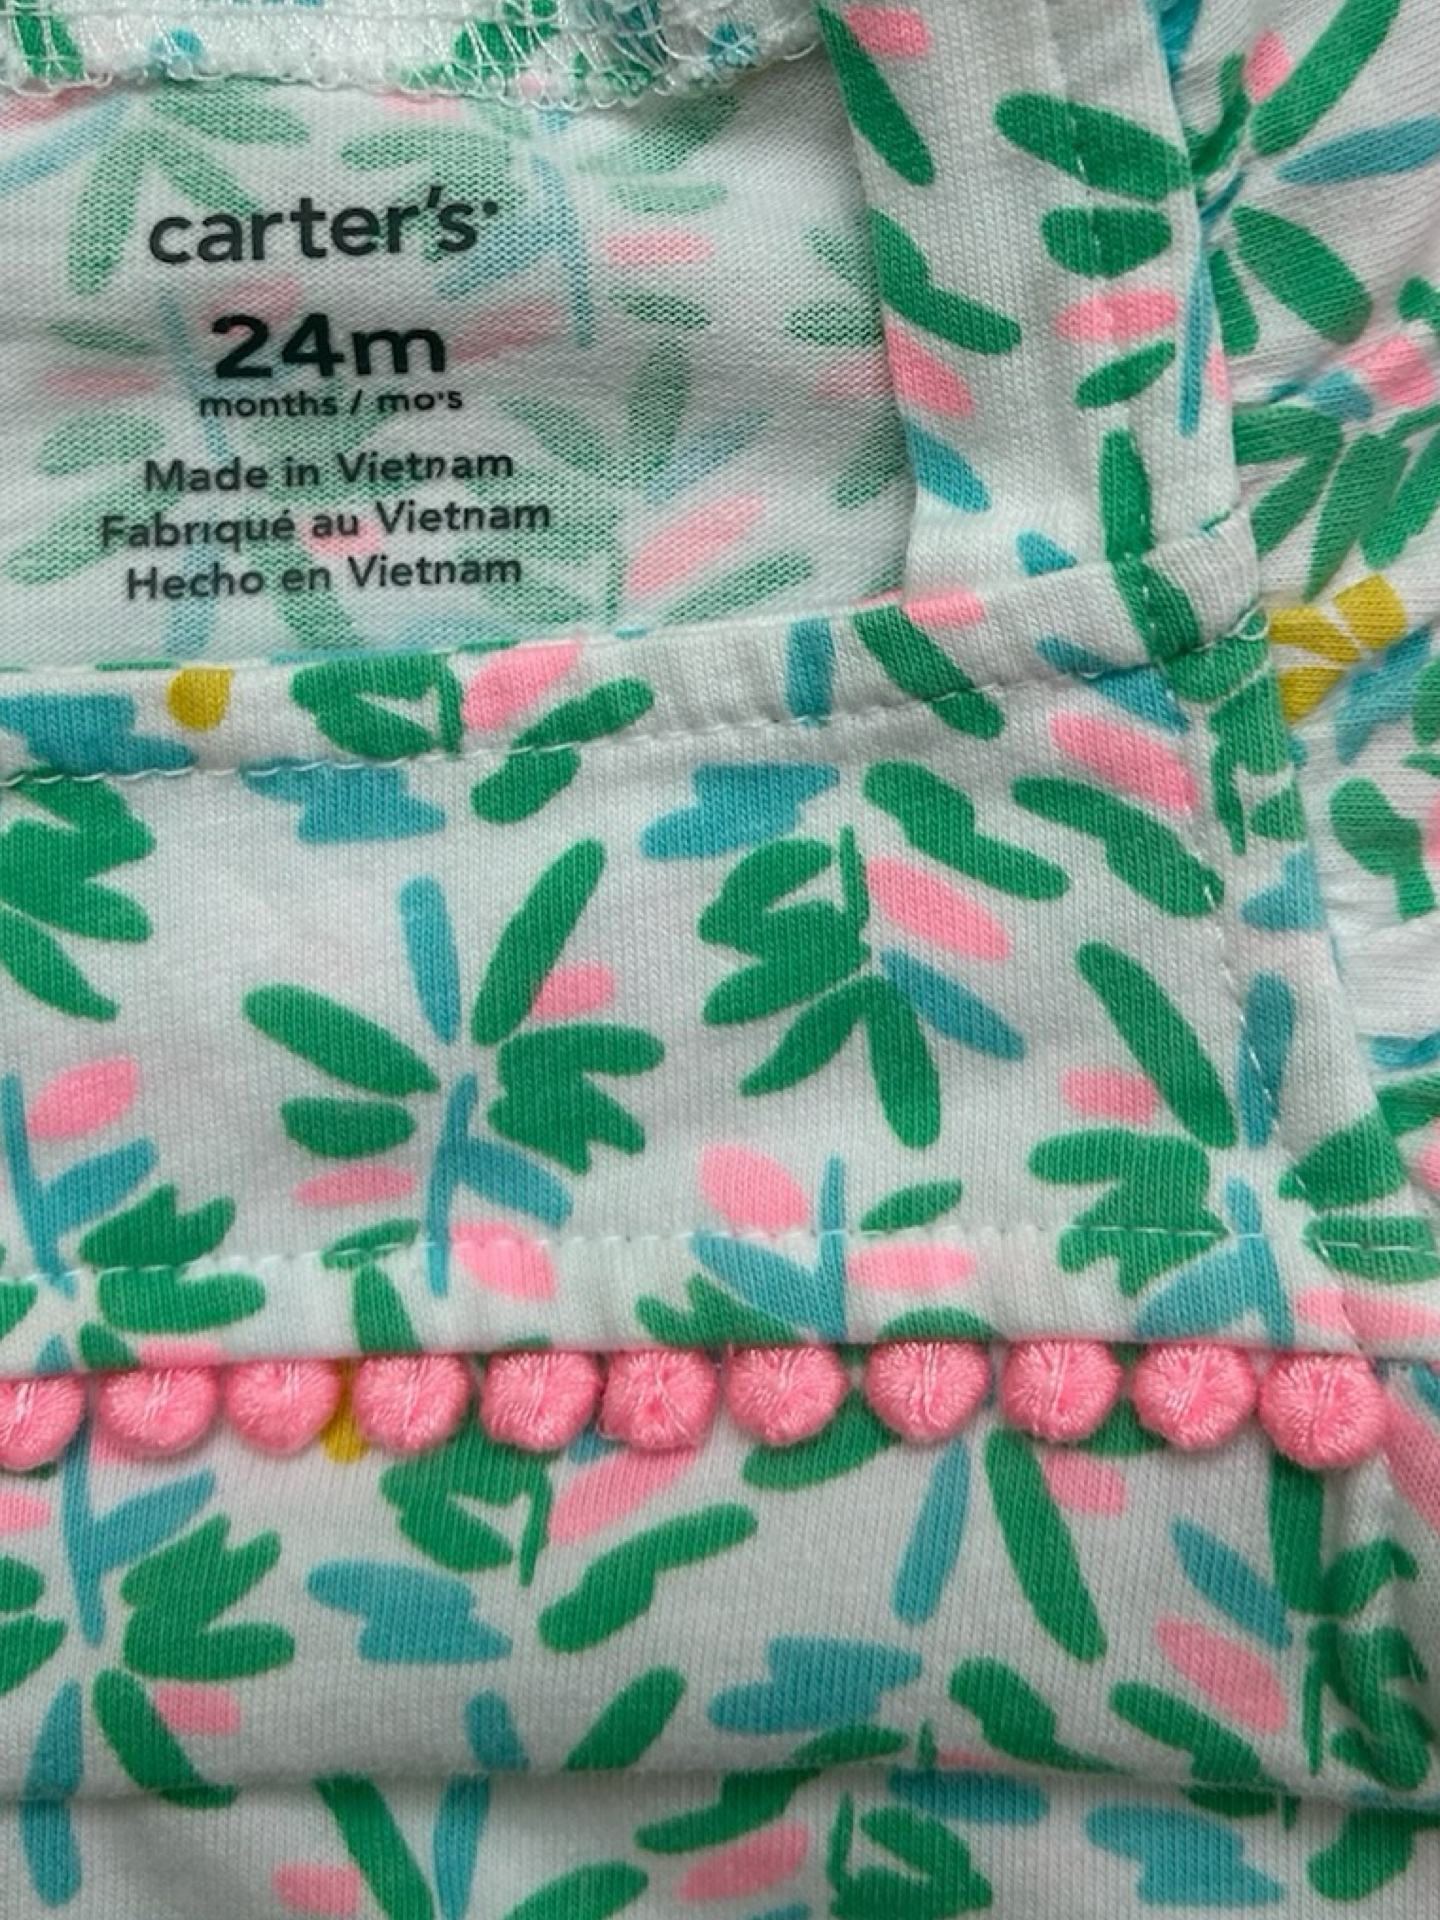 carter's
24m
months / mo's
Made in Vietnam
Fabriqué au Vietnam
Hecho en Vietnam